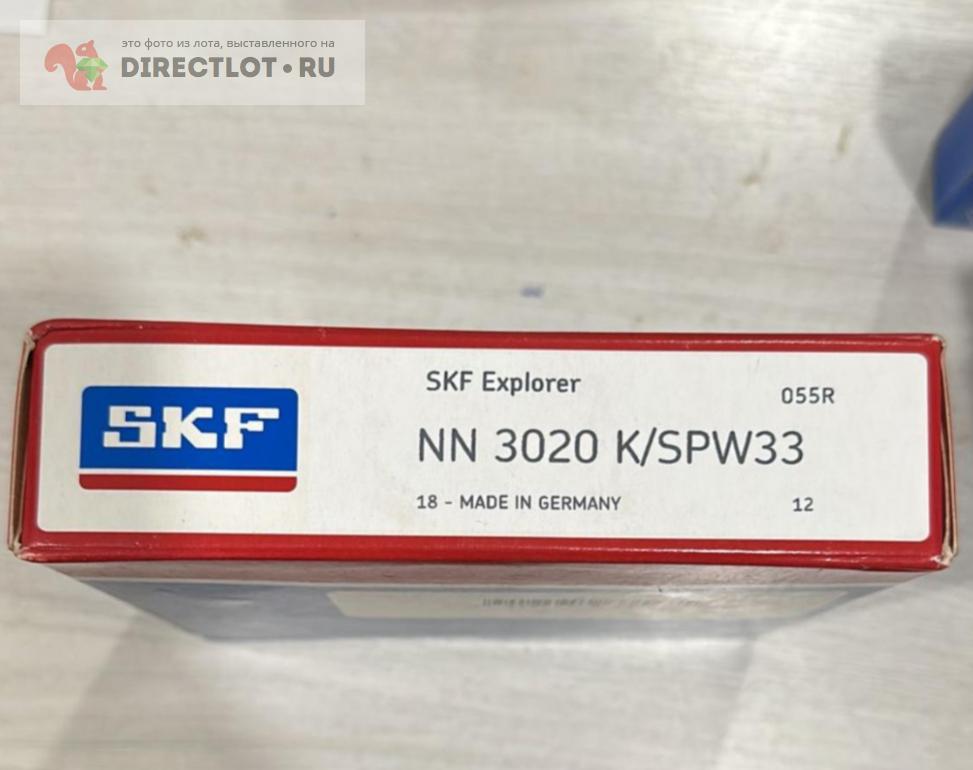 это фото из лота, выставленного на
DIRECTLOT•RU
SKF
SKF Explorer
055R
NN 3020 K/SPW33
18 - MADE IN GERMANY
12